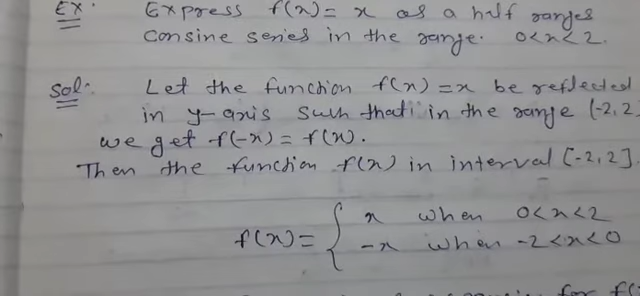 Ex. Express f(x) = x as a half ranges
Consine series in the range. 0<x<2.
Sol. Let the function f(x) = x be reflected
in y-axis such that in the range (-2,2
we get f(-x) = f(x).
Then the function f(x) in interval [-2,2].
f(x) = { x when 0<x<2
-x when -2<x<0
for f(